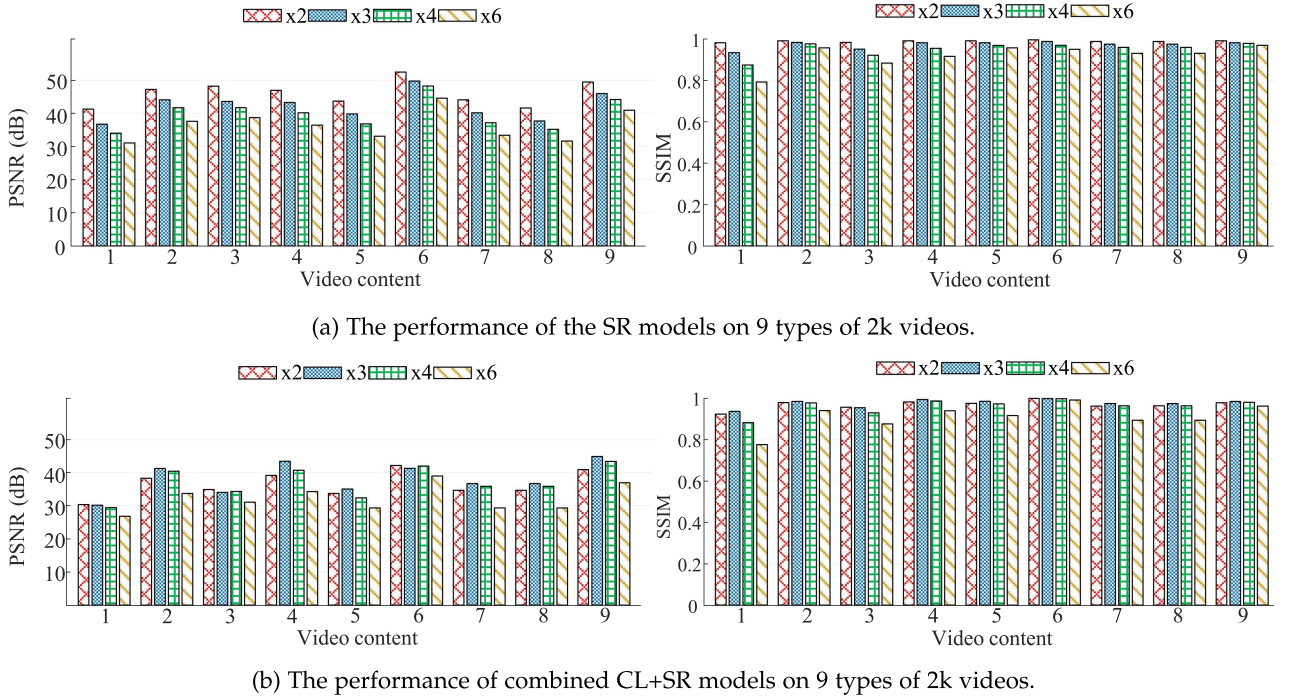 x2 x3 x4 x6
PSNR (dB)
50
40
30
20
10
0
1 2 3 4 5 6 7 8 9
Video content
x2 x3 x4 x6
SSIM
1
0.8
0.6
0.4
0.2
0
1 2 3 4 5 6 7 8 9
Video content
(a) The performance of the SR models on 9 types of 2k videos.
x2 x3 x4 x6
PSNR (dB)
50
40
30
20
10
1 2 3 4 5 6 7 8 9
Video content
x2 x3 x4 x6
SSIM
1
0.8
0.6
0.4
0.2
0
1 2 3 4 5 6 7 8 9
Video content
(b) The performance of combined CL+SR models on 9 types of 2k videos.